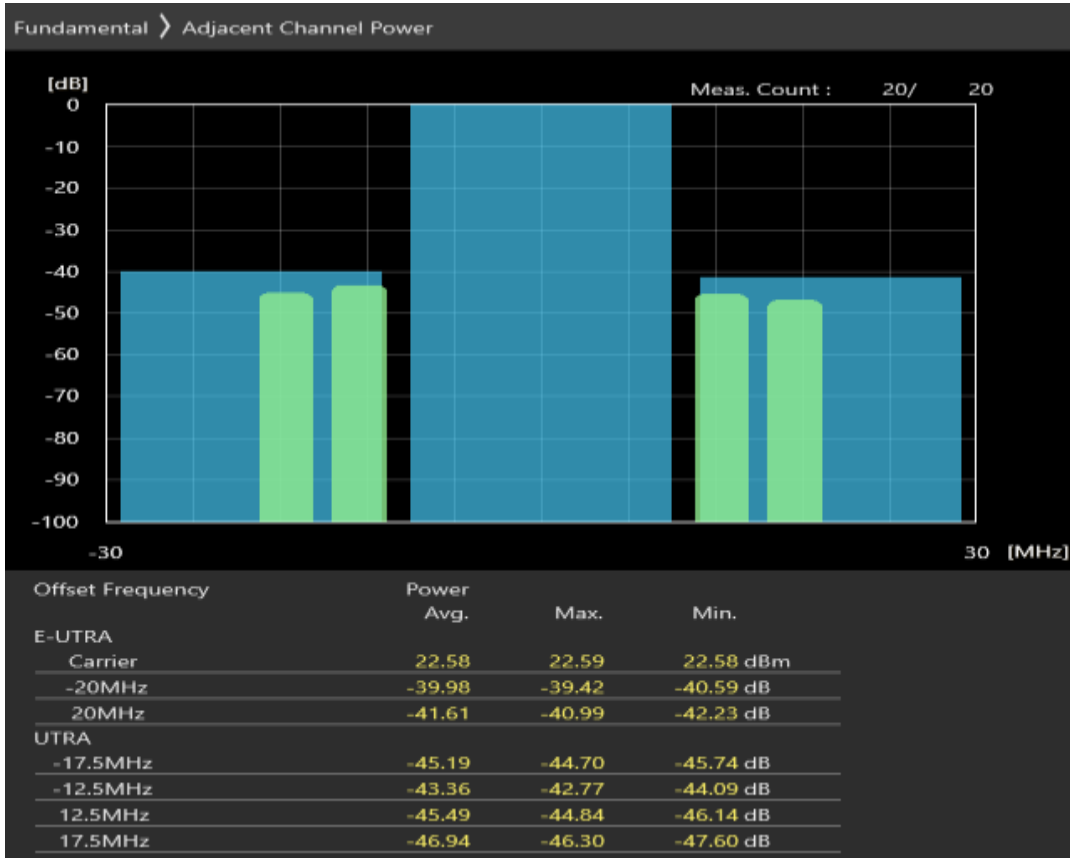 Fundamental 〉 Adjacent Channel Power
[dB]
Meas. Count : 20/ 20
0
-10
-20
-30
-40
-50
-60
-70
-80
-90
-100
-30 30 [MHz]
Offset Frequency Power
Avg. Max. Min.
E-UTRA
Carrier 22.58 22.59 22.58 dBm
-20MHz -39.98 -39.42 -40.59 dB
20MHz -41.61 -40.99 -42.23 dB
UTRA
-17.5MHz -45.19 -44.70 -45.74 dB
-12.5MHz -43.36 -42.77 -44.09 dB
12.5MHz -45.49 -44.84 -46.14 dB
17.5MHz -46.94 -46.30 -47.60 dB